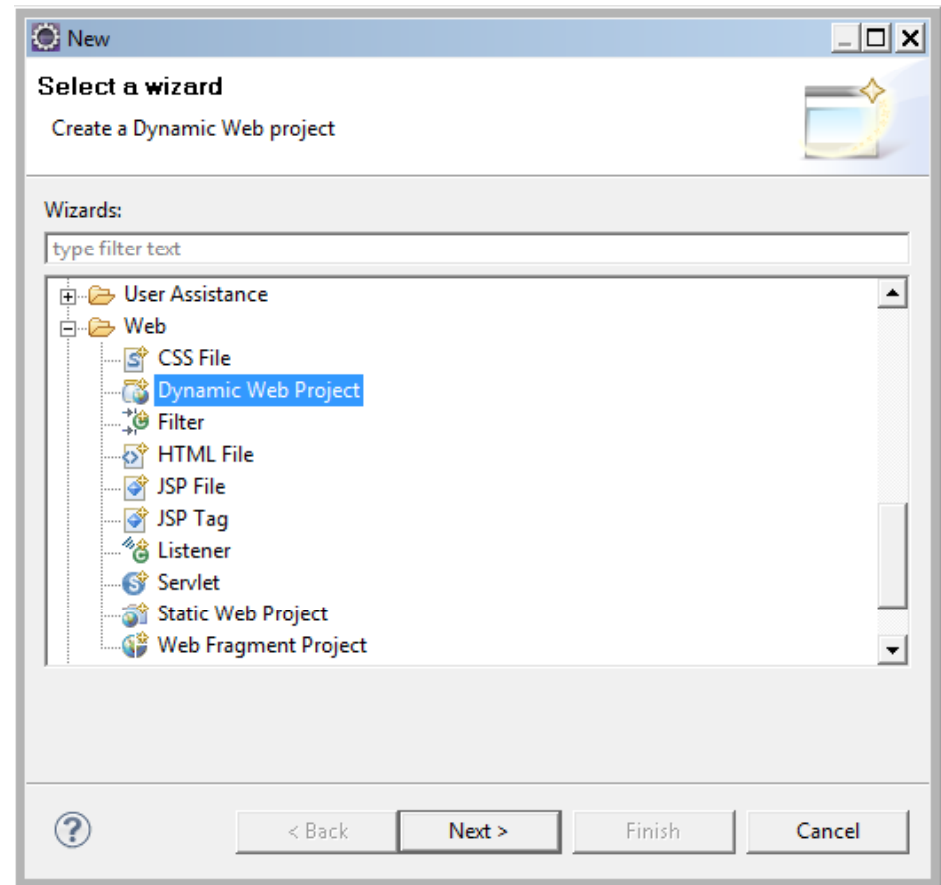 New
Select a wizard
Create a Dynamic Web project
Wizards:
type filter text
User Assistance
Web
CSS File
Dynamic Web Project
Filter
HTML File
JSP File
JSP Tag
Listener
Servlet
Static Web Project
Web Fragment Project
? < Back Next > Finish Cancel